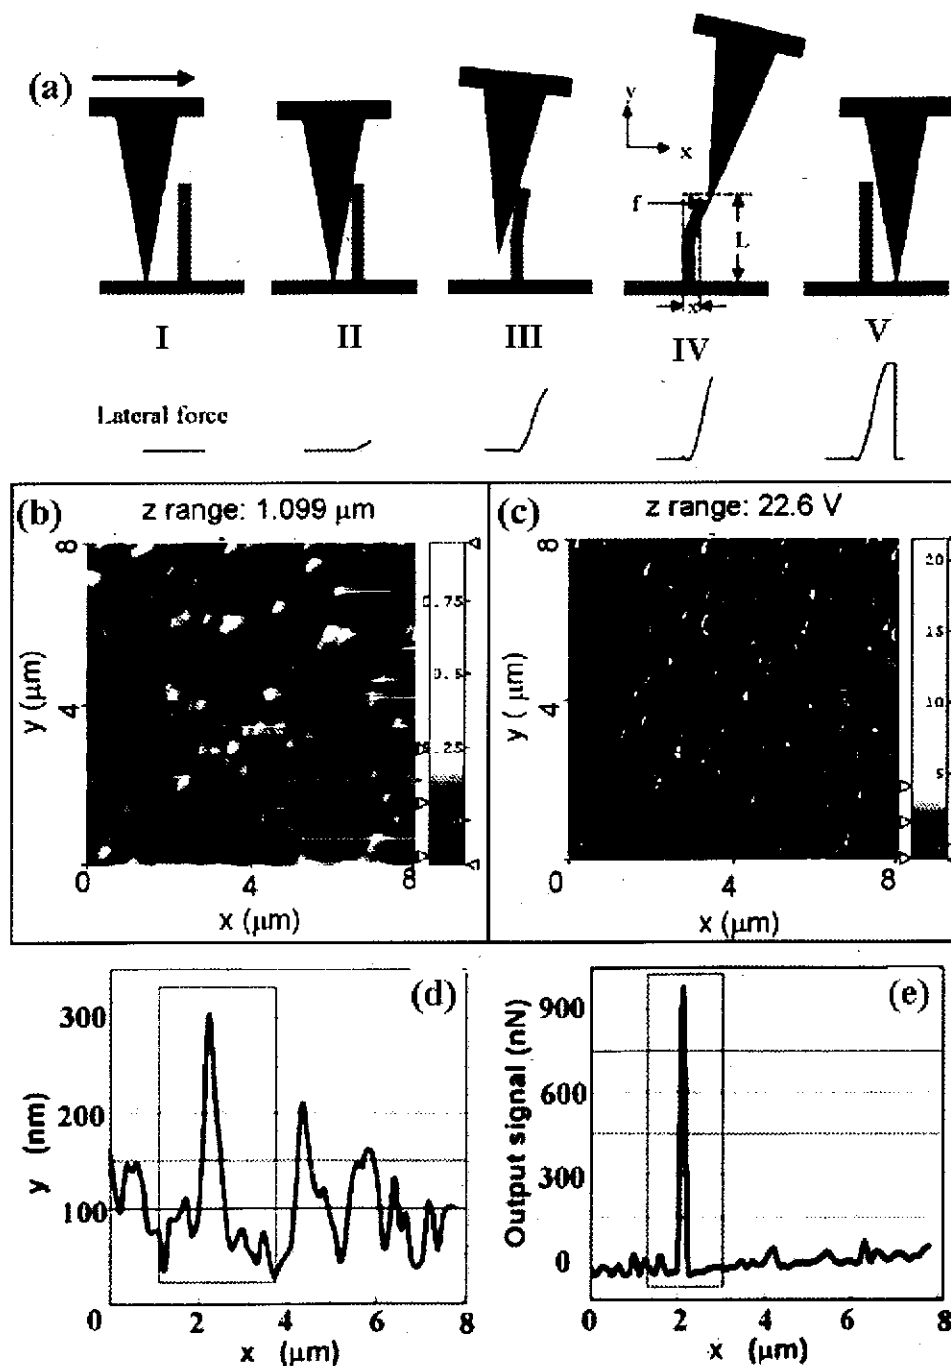 (a)
y
x
f
L
x
I
II
III
IV
V
Lateral force
(b)
z range: 1.099 μm
8
4
0
y (μm)
0.75
0.5
0.25
0
4
8
x (μm)
(c)
z range: 22.6 V
8
4
0
y ( μm)
20
15
10
5
4
8
x (μm)
(d)
300
200
100
y (nm)
0
2
4
6
8
x (μm)
(e)
900
600
300
0
Output signal (nN)
0
2
4
6
8
x (μm)